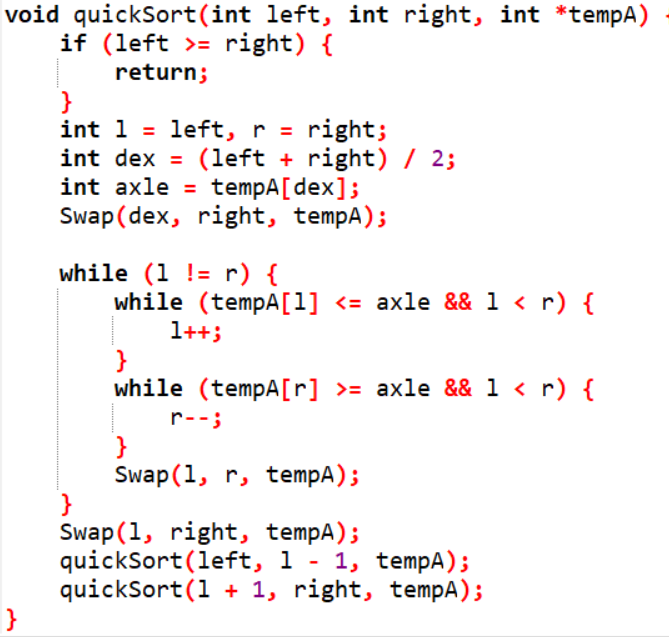 void quickSort(int left, int right, int *tempA) {
    if (left >= right) {
        return;
    }
    int l = left, r = right;
    int dex = (left + right) / 2;
    int axle = tempA[dex];
    Swap(dex, right, tempA);

    while (l != r) {
        while (tempA[l] <= axle && l < r) {
            l++;
        }
        while (tempA[r] >= axle && l < r) {
            r--;
        }
        Swap(l, r, tempA);
    }
    Swap(l, right, tempA);
    quickSort(left, l - 1, tempA);
    quickSort(l + 1, right, tempA);
}